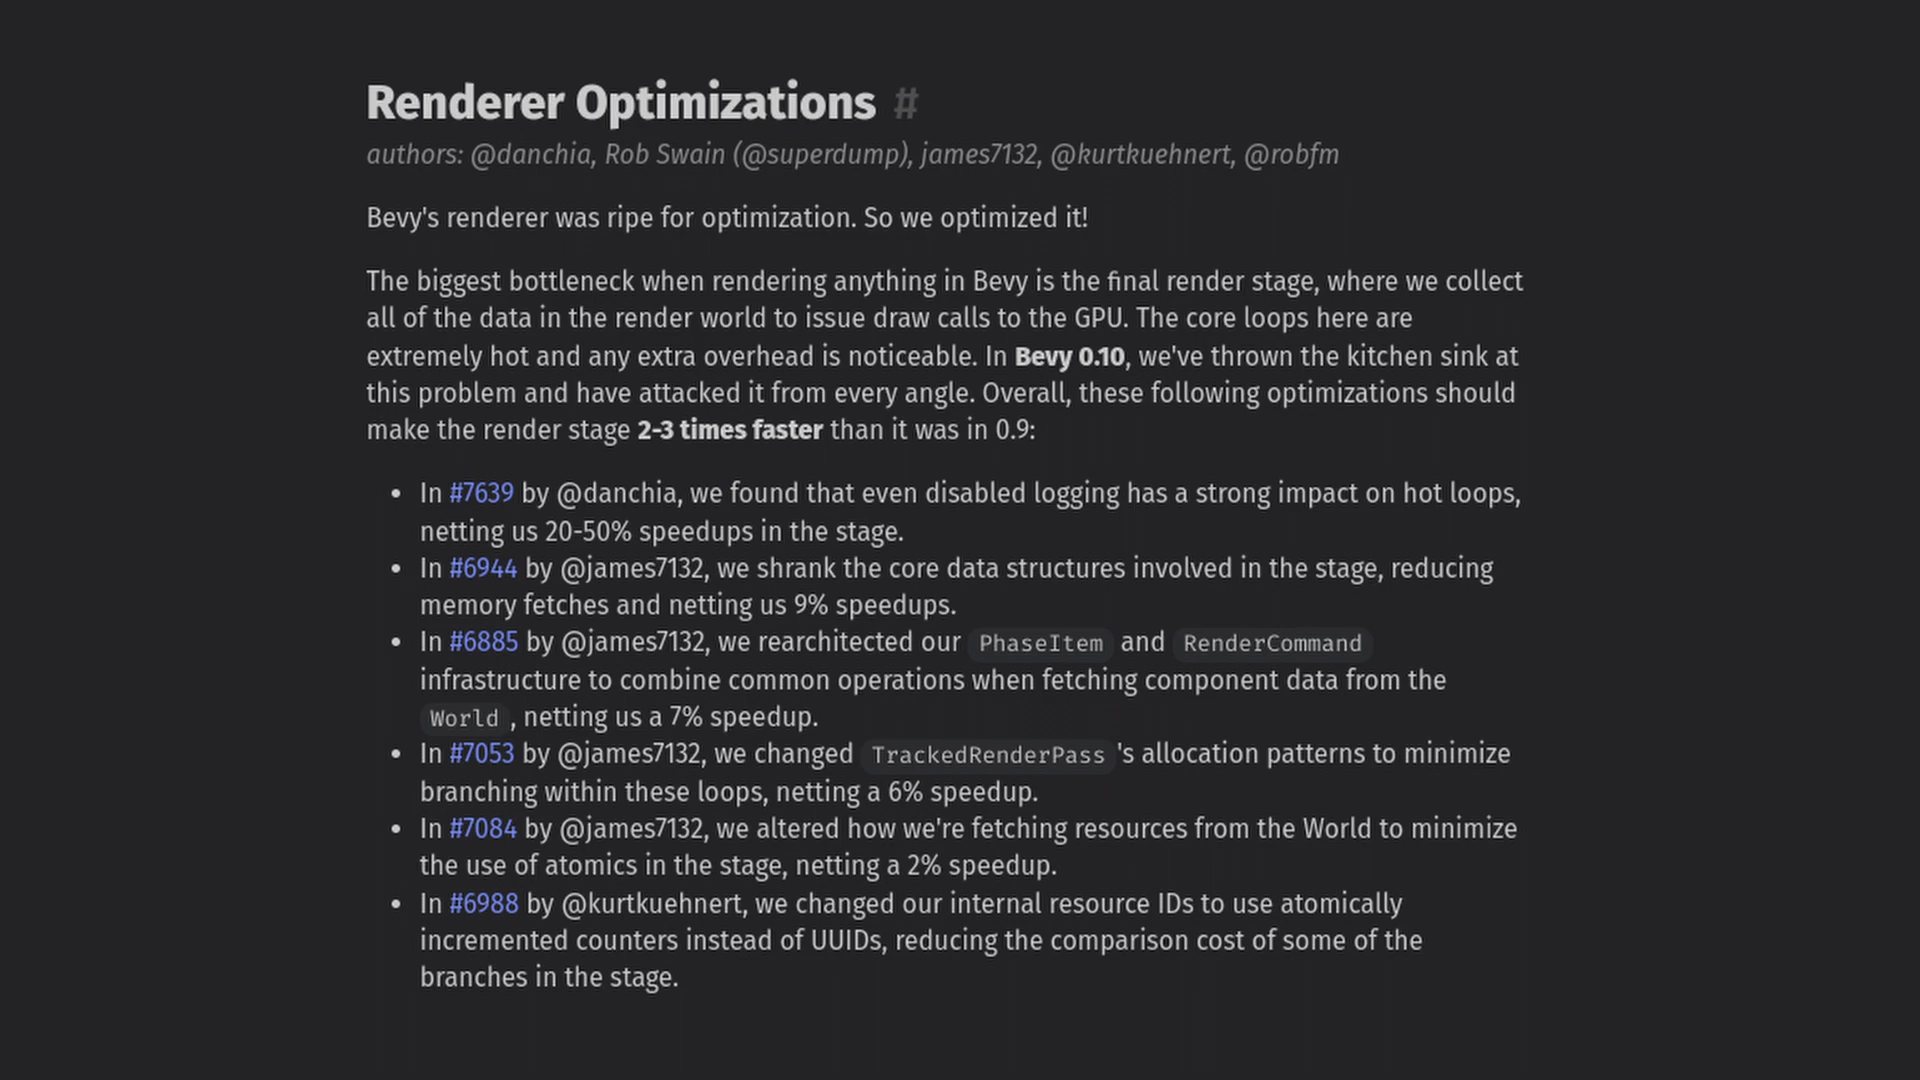 Renderer Optimizations #
authors: @danchia, Rob Swain (@superdump), james7132, @kurtkuehnert, @robfm
Bevy's renderer was ripe for optimization. So we optimized it!
The biggest bottleneck when rendering anything in Bevy is the final render stage, where we collect
all of the data in the render world to issue draw calls to the GPU. The core loops here are
extremely hot and any extra overhead is noticeable. In Bevy 0.10, we've thrown the kitchen sink at
this problem and have attacked it from every angle. Overall, these following optimizations should
make the render stage 2-3 times faster than it was in 0.9:
• In #7639 by @danchia, we found that even disabled logging has a strong impact on hot loops,
netting us 20-50% speedups in the stage.
• In #6944 by @james7132, we shrank the core data structures involved in the stage, reducing
memory fetches and netting us 9% speedups.
• In #6885 by @james7132, we rearchitected our PhaseItem and RenderCommand
infrastructure to combine common operations when fetching component data from the
World , netting us a 7% speedup.
• In #7053 by @james7132, we changed TrackedRenderPass 's allocation patterns to minimize
branching within these loops, netting a 6% speedup.
• In #7084 by @james7132, we altered how we're fetching resources from the World to minimize
the use of atomics in the stage, netting a 2% speedup.
• In #6988 by @kurtkuehnert, we changed our internal resource IDs to use atomically
incremented counters instead of UUIDs, reducing the comparison cost of some of the
branches in the stage.